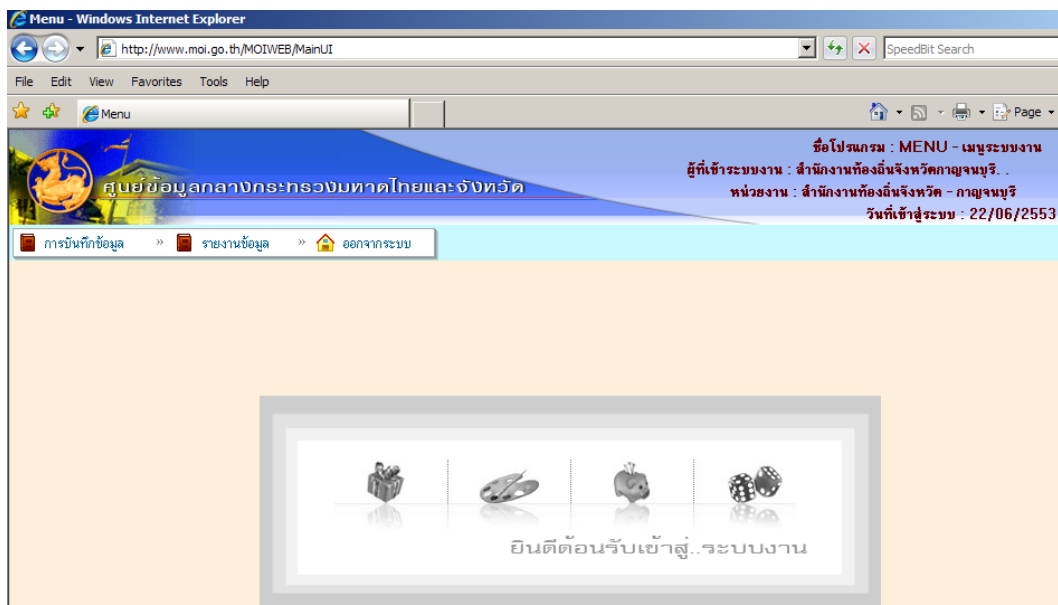 Menu - Windows Internet Explorer
http://www.moi.go.th/MOIWEB/MainUI
SpeedBit Search
File Edit View Favorites Tools Help
Menu
Page
ศูนย์ข้อมูลกลางกระทรวงมหาดไทยและจังหวัด
ชื่อโปรแกรม : MENU - เมนูระบบงาน
ผู้ที่เข้าระบบงาน : สำนักงานท้องถิ่นจังหวัดกาญจนบุรี. .
หน่วยงาน : สำนักงานท้องถิ่นจังหวัด - กาญจนบุรี
วันที่เข้าสู่ระบบ : 22/06/2553
การบันทึกข้อมูล » รายงานข้อมูล » ออกจากระบบ
ยินดีต้อนรับเข้าสู่..ระบบงาน